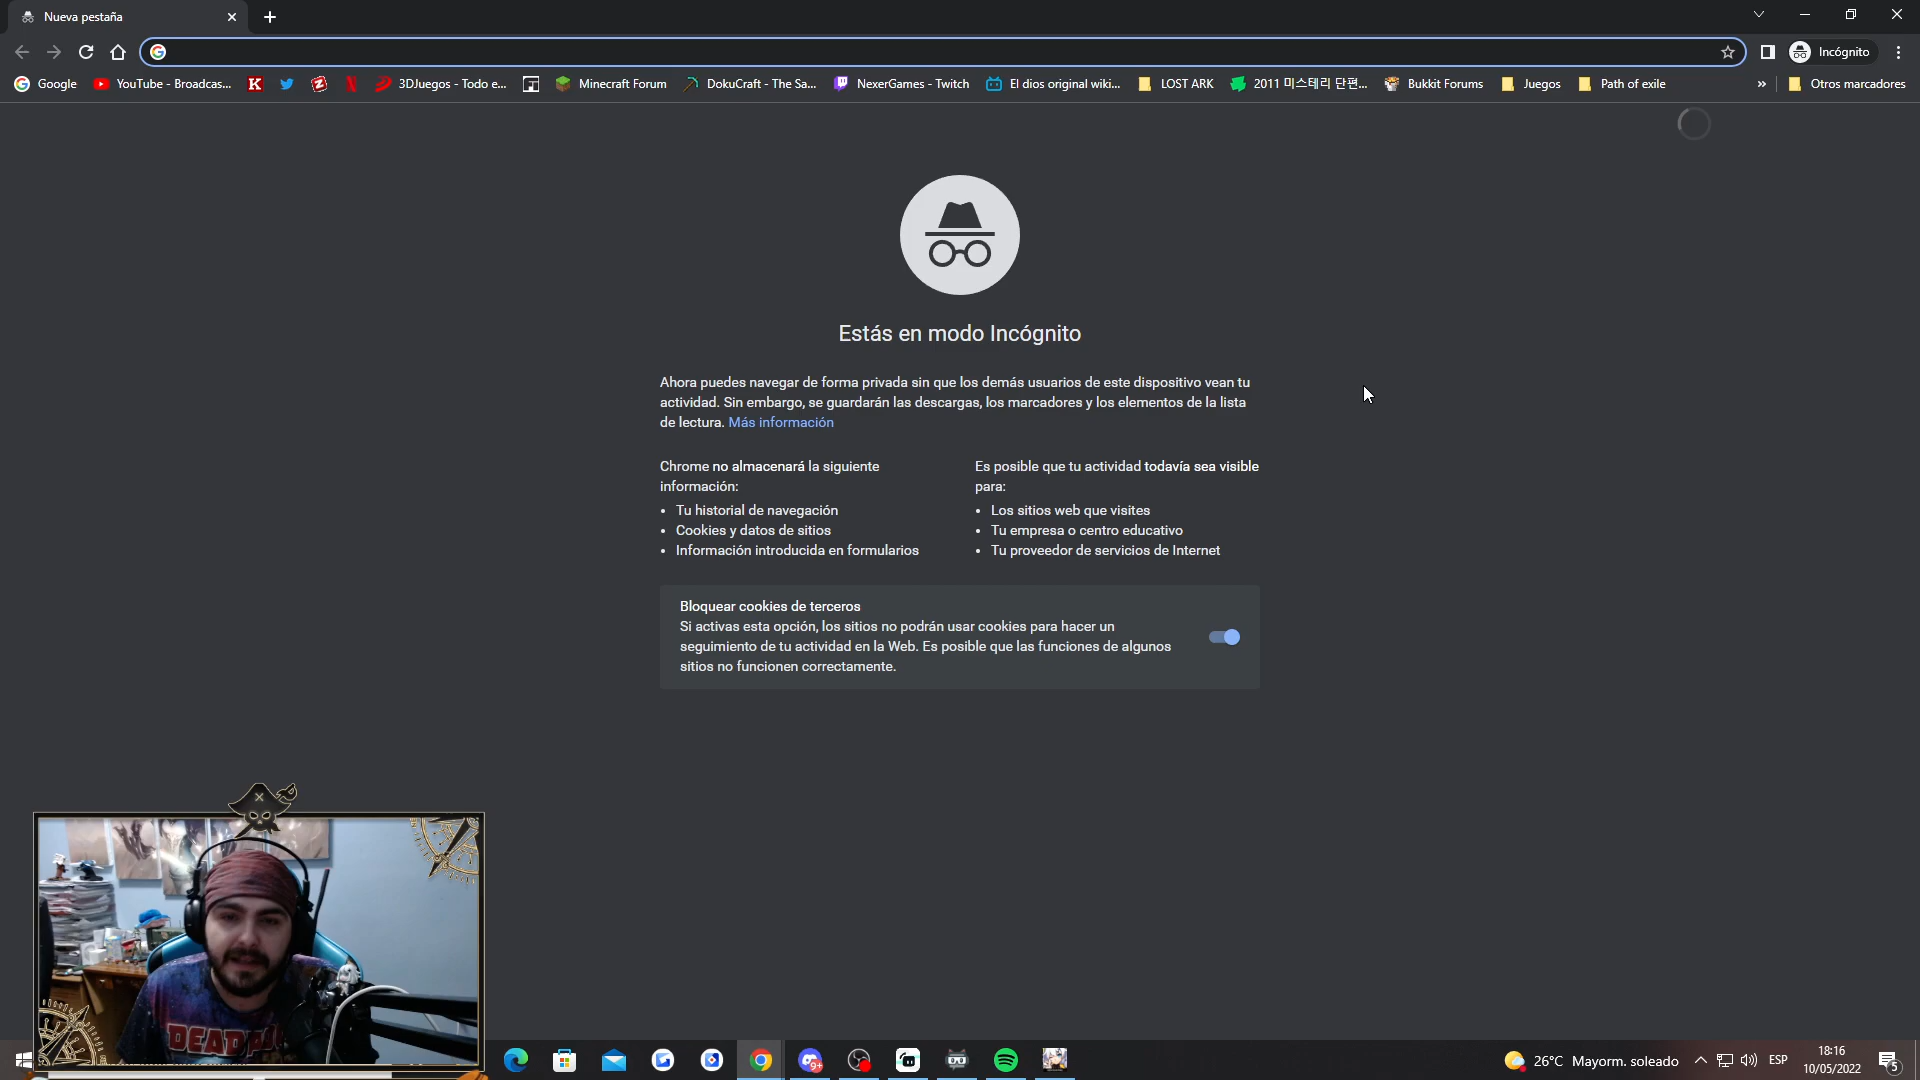 Nueva pestaña
Incógnito
Google
YouTube - Broadcas...
3DJuegos - Todo e...
Minecraft Forum
DokuCraft - The Sa...
NexerGames - Twitch
El dios original wiki...
LOST ARK
2011 미스테리 단편...
Bukkit Forums
Juegos
Path of exile
»
Otros marcadores
Estás en modo Incógnito
Ahora puedes navegar de forma privada sin que los demás usuarios de este dispositivo vean tu
actividad. Sin embargo, se guardarán las descargas, los marcadores y los elementos de la lista
de lectura. Más información
Chrome no almacenará la siguiente
información:
• Tu historial de navegación
• Cookies y datos de sitios
• Información introducida en formularios
Es posible que tu actividad todavía sea visible
para:
• Los sitios web que visites
• Tu empresa o centro educativo
• Tu proveedor de servicios de Internet
Bloquear cookies de terceros
Si activas esta opción, los sitios no podrán usar cookies para hacer un
seguimiento de tu actividad en la Web. Es posible que las funciones de algunos
sitios no funcionen correctamente.
9+
26°C Mayorm. soleado
ESP
18:16
10/05/2022
5